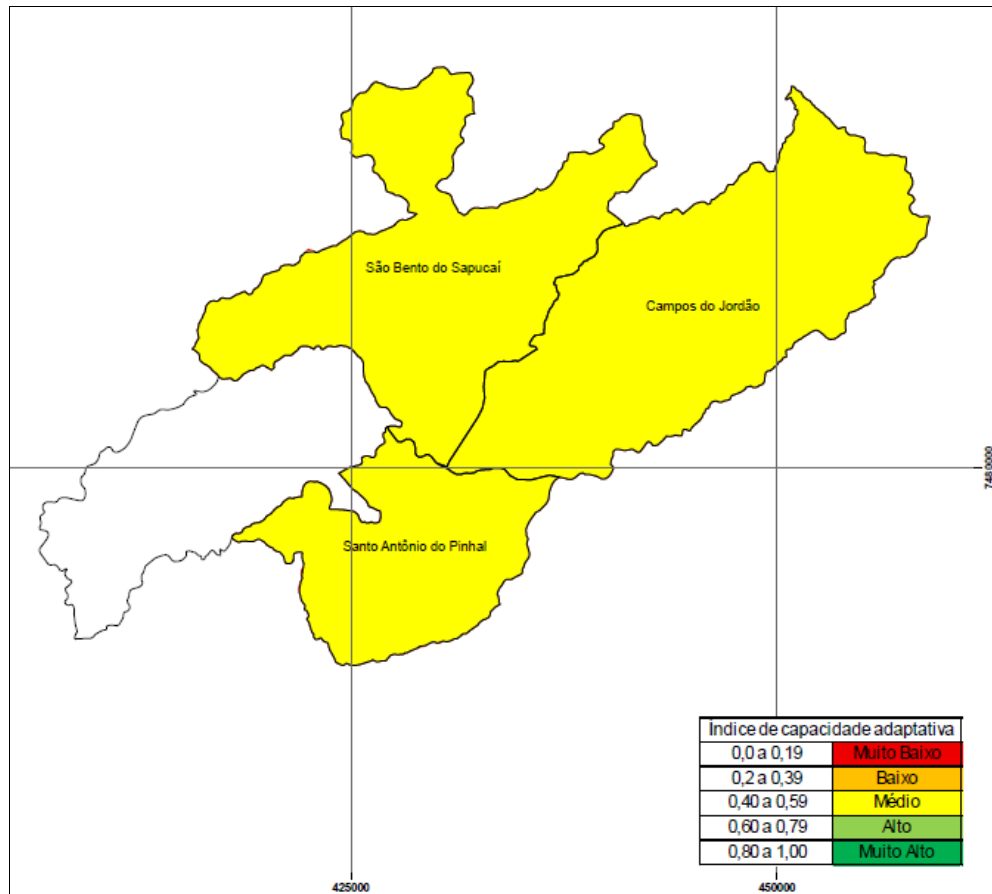 São Bento do Sapucaí
Campos do Jordão
7480000
Santo Antônio do Pinhal
Índice de capacidade adaptativa
0,0 a 0,19 Muito Baixo
0,2 a 0,39 Baixo
0,40 a 0,59 Médio
0,60 a 0,79 Alto
0,80 a 1,00 Muito Alto
425000 450000